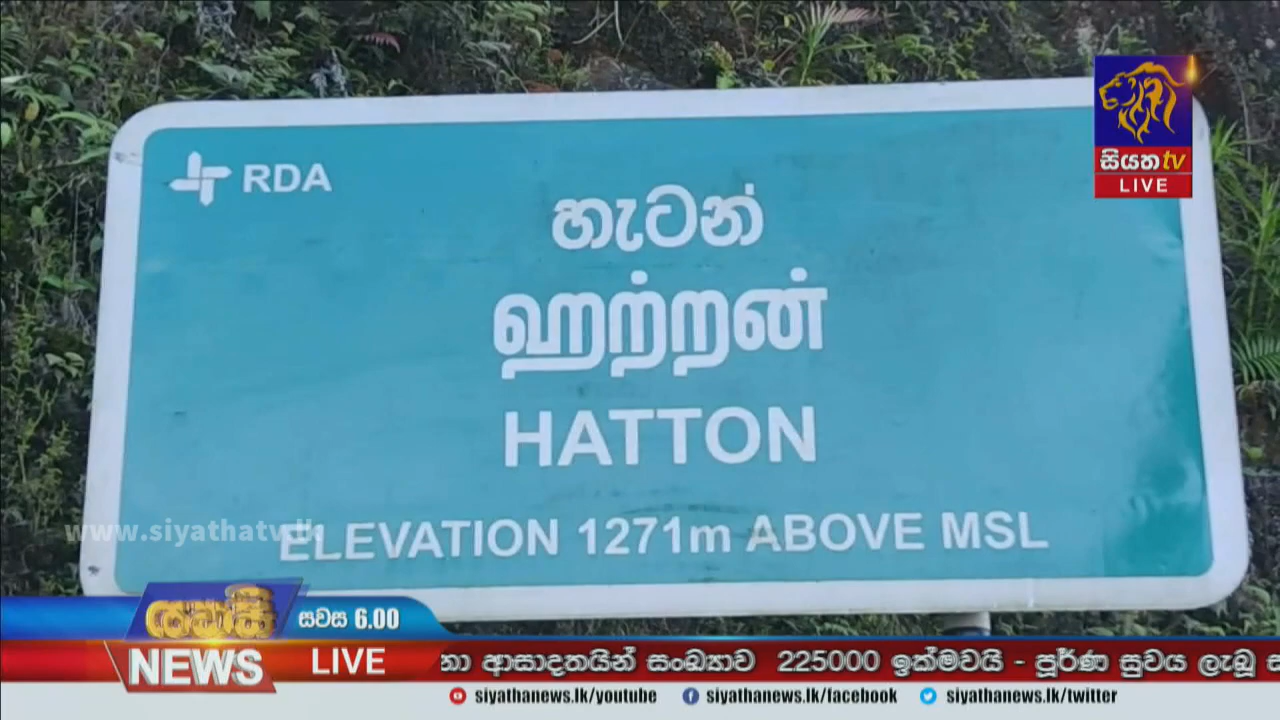 RDA
හැටන්
ஹற்றன்
HATTON
ELEVATION 1271m ABOVE MSL
සියත tv
LIVE
www.siyathatv.lk
සවස 6.00
NEWS LIVE
නා ආසාදතයින් සංඛ්‍යාව 225000 ඉක්මවයි - පූර්ණ සුවය ලැබූ
siyathanews.lk/youtube siyathanews.lk/facebook siyathanews.lk/twitter